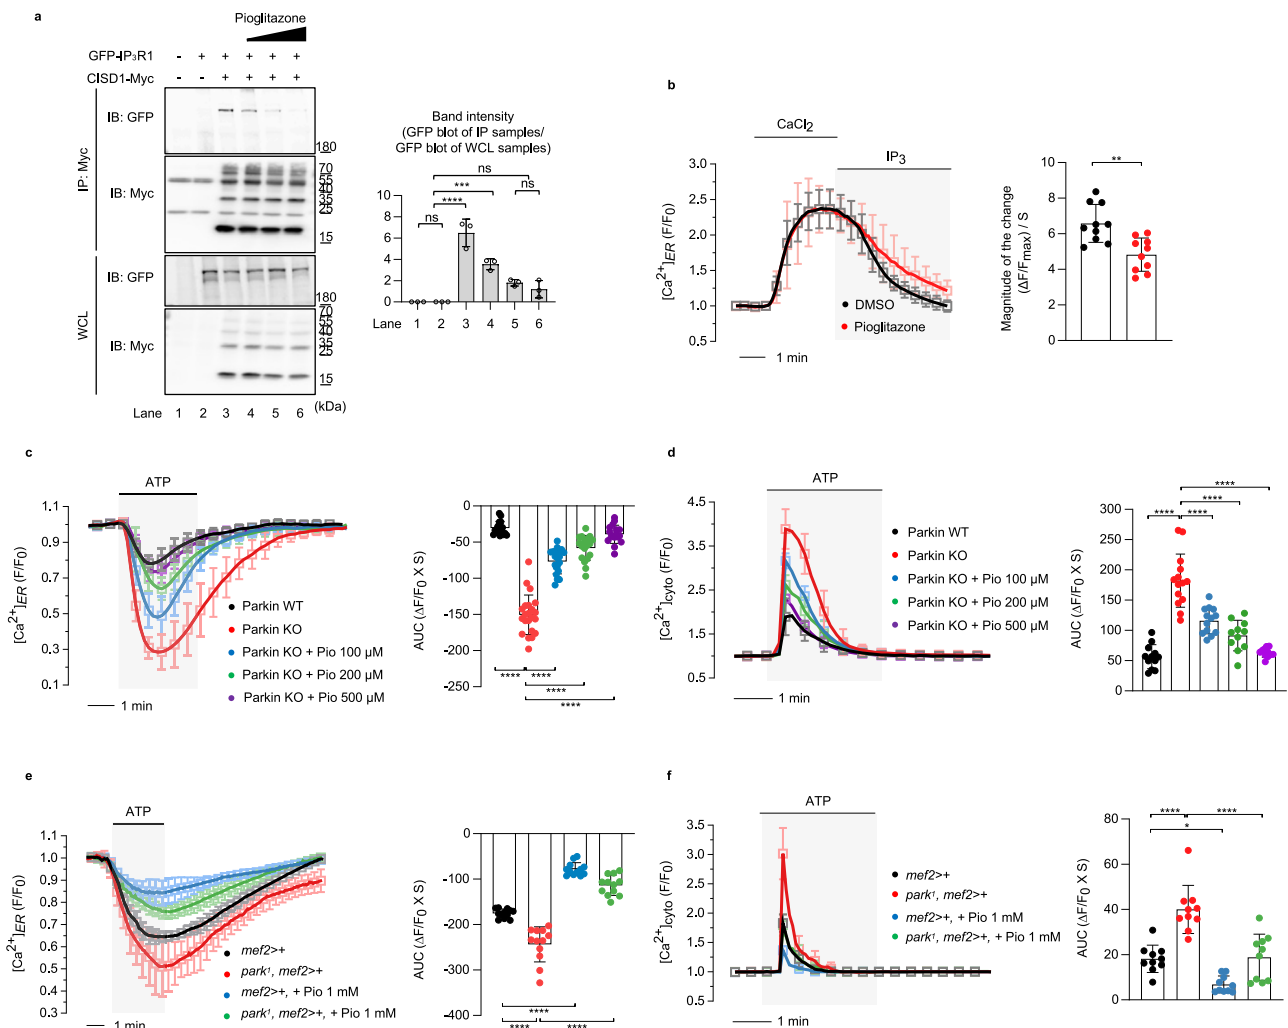 a
Pioglitazone
GFP-IP3R1 - + + + + +
CISD1-Myc - - + + + +
IP: Myc
IB: GFP
180
IB: Myc
70
55
40
35
25
15
WCL
IB: GFP
180
IB: Myc
70
55
40
35
25
15
Lane 1 2 3 4 5 6 (kDa)
Band intensity
(GFP blot of IP samples/
GFP blot of WCL samples)
ns
*** ns
****
ns
10
8
6
4
2
0
Lane 1 2 3 4 5 6
b
CaCl2
IP3
[Ca2+]ER (F/F0)
3.0
2.5
2.0
1.5
1.0
0.5
DMSO
Pioglitazone
1 min
**
Magnitude of the change
(ΔF/Fmax) / S
10
8
6
4
2
0
c
ATP
[Ca2+]ER (F/F0)
1.1
0.9
0.7
0.5
0.3
0.1
Parkin WT
Parkin KO
Parkin KO + Pio 100 µM
Parkin KO + Pio 200 µM
Parkin KO + Pio 500 µM
1 min
AUC (ΔF/F0 X S)
0
-50
-100
-150
-200
-250
**** ****
****
****
d
ATP
[Ca2+]cyto (F/F0)
4.5
3.5
2.5
1.5
0.5
Parkin WT
Parkin KO
Parkin KO + Pio 100 µM
Parkin KO + Pio 200 µM
Parkin KO + Pio 500 µM
1 min
AUC (ΔF/F0 X S)
300
250
200
150
100
50
0
****
****
**** ****
e
ATP
[Ca2+]ER (F/F0)
1.1
1.0
0.9
0.8
0.7
0.6
0.5
0.4
0.3
mef2>+
park¹, mef2>+
mef2>+, + Pio 1 mM
park¹, mef2>+, + Pio 1 mM
1 min
AUC (ΔF/F0 X S)
0
-100
-200
-300
-400
****
**** ****
f
ATP
[Ca2+]cyto (F/F0)
3.5
3.0
2.5
2.0
1.5
1.0
0.5
mef2>+
park¹, mef2>+
mef2>+, + Pio 1 mM
park¹, mef2>+, + Pio 1 mM
1 min
AUC (ΔF/F0 X S)
80
60
40
20
0
**** ****
*